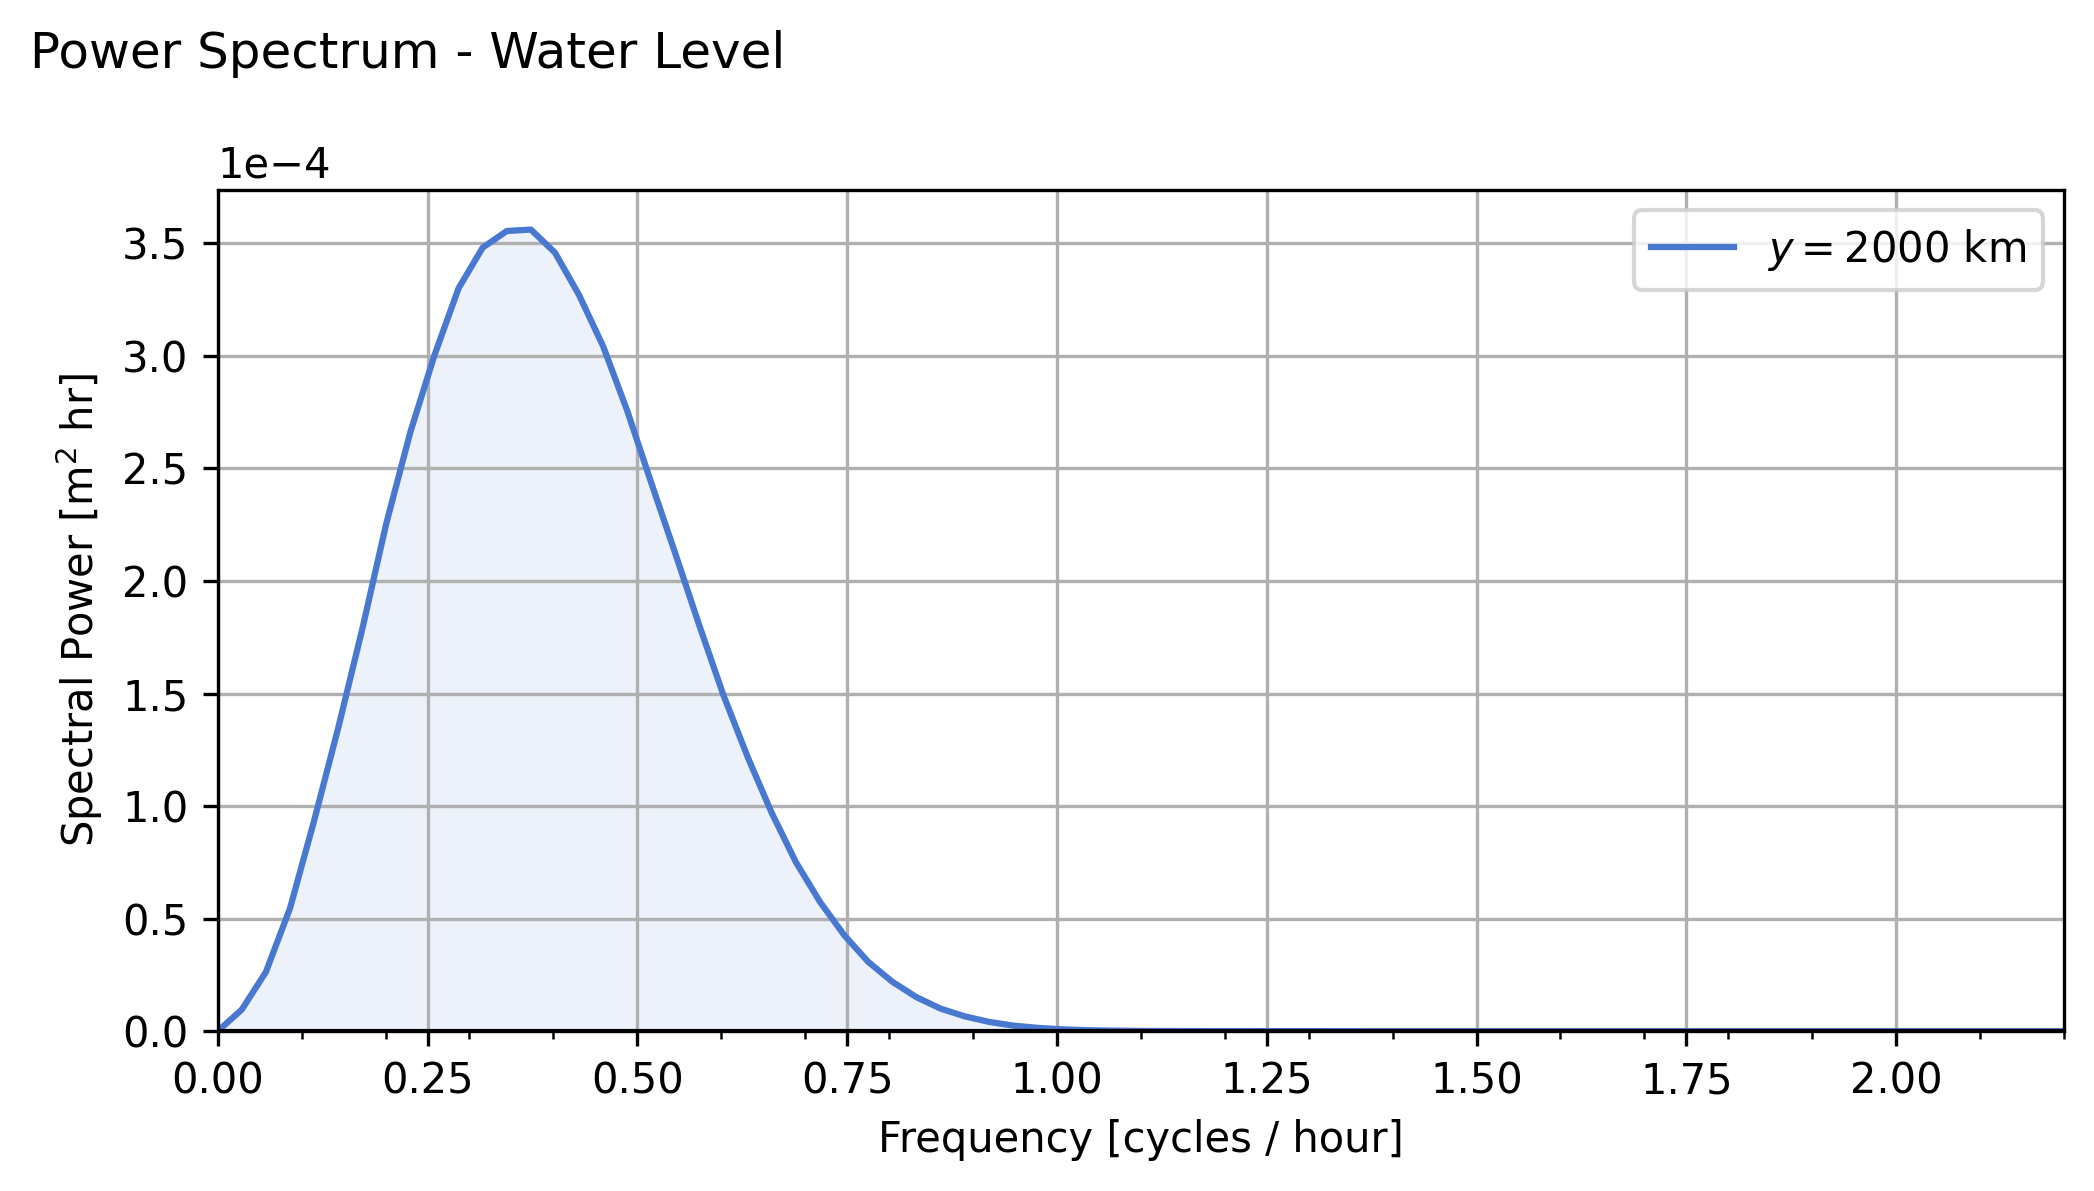 Power Spectrum - Water Level
1e−4
3.5
3.0
2.5
2.0
1.5
1.0
0.5
0.0
Spectral Power [m² hr]
y = 2000 km
0.00 0.25 0.50 0.75 1.00 1.25 1.50 1.75 2.00
Frequency [cycles / hour]